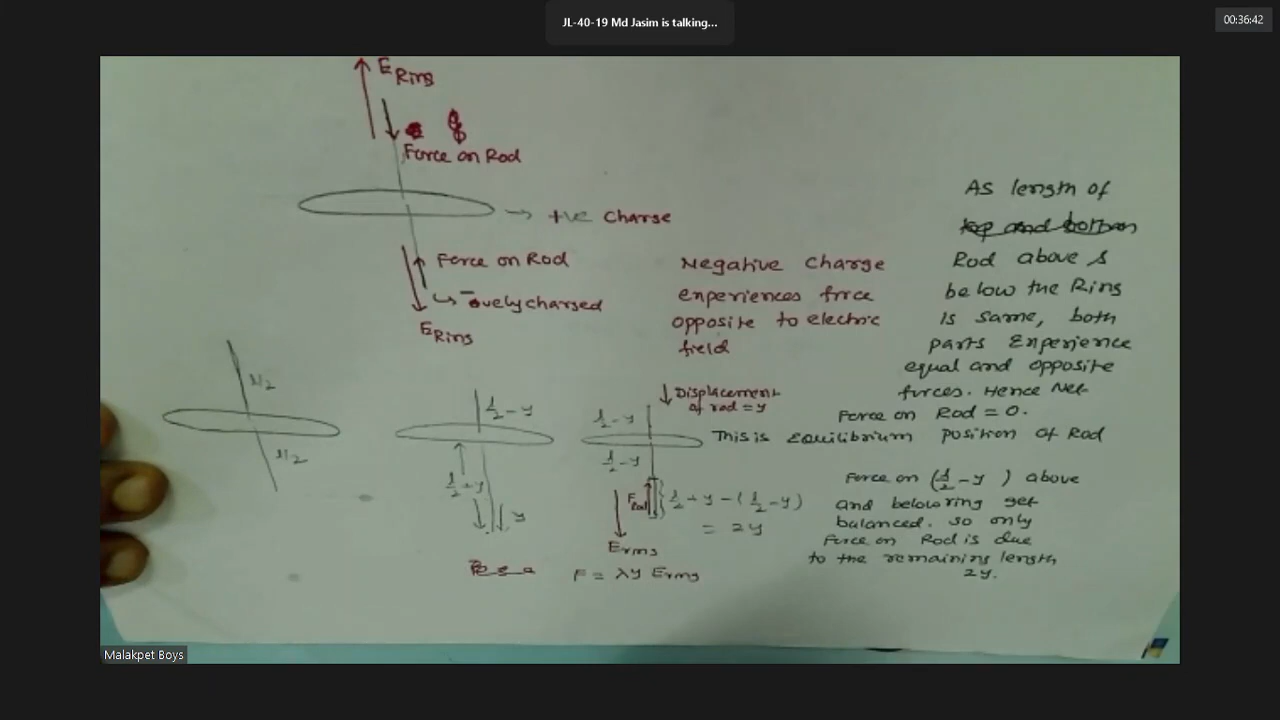 JL-40-19 Md Jasim is talking...
00:36:42
E Ring
Force on Rod
+ve Charge
Force on Rod
-vely charged
E Ring
Negative Charge
experiences force
opposite to electric
field
As length of
top and bottom
Rod above &
below the Ring
is same, both
parts Experience
equal and opposite
forces. Hence Net
Force on Rod = 0.
This is Equilibrium position of Rod
l/2
l/2
l/2 - y
l/2 + y
y
Displacement
of rod = y
l/2 - y
l/2 - y
l/2 + y - (l/2 - y)
= 2y
E ring
F = λy E ring
Force on (l/2 - y) above
and below ring get
balanced. so only
Force on Rod is due
to the remaining length
2y.
Malakpet Boys